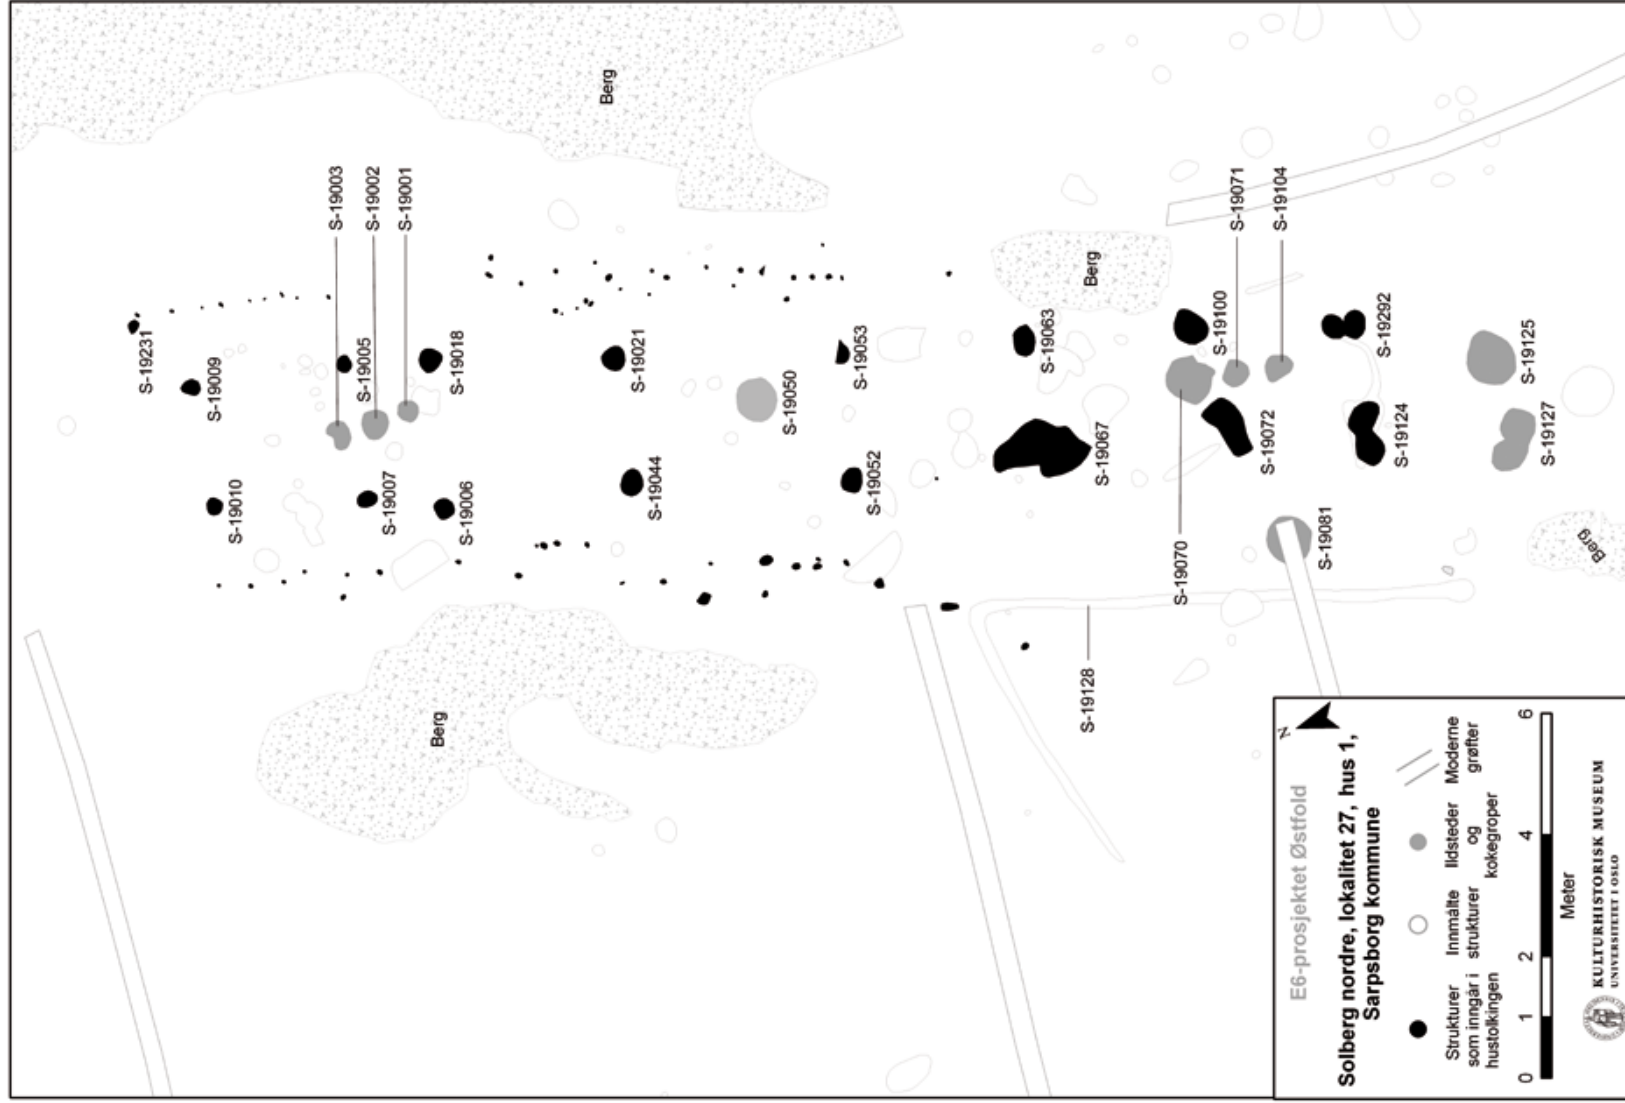 Berg
S-19003
S-19002
S-19001
S-19231
S-19009
S-19005
S-19018
S-19021
S-19050
S-19053
S-19063
Berg
S-19100
S-19071
S-19104
S-19292
S-19125
S-19010
S-19007
S-19006
S-19044
S-19052
S-19067
S-19072
S-19124
S-19127
S-19070
S-19081
Berg
Berg
S-19128
N
E6-prosjektet Østfold
Solberg nordre, lokalitet 27, hus 1,
Sarpsborg kommune
Strukturer
som inngår i
hustolkingen
Innmålte
strukturer
Ildsteder
og
kokegroper
Moderne
grøfter
0 1 2 4 6
Meter
KULTURHISTORISK MUSEUM
UNIVERSITETET I OSLO